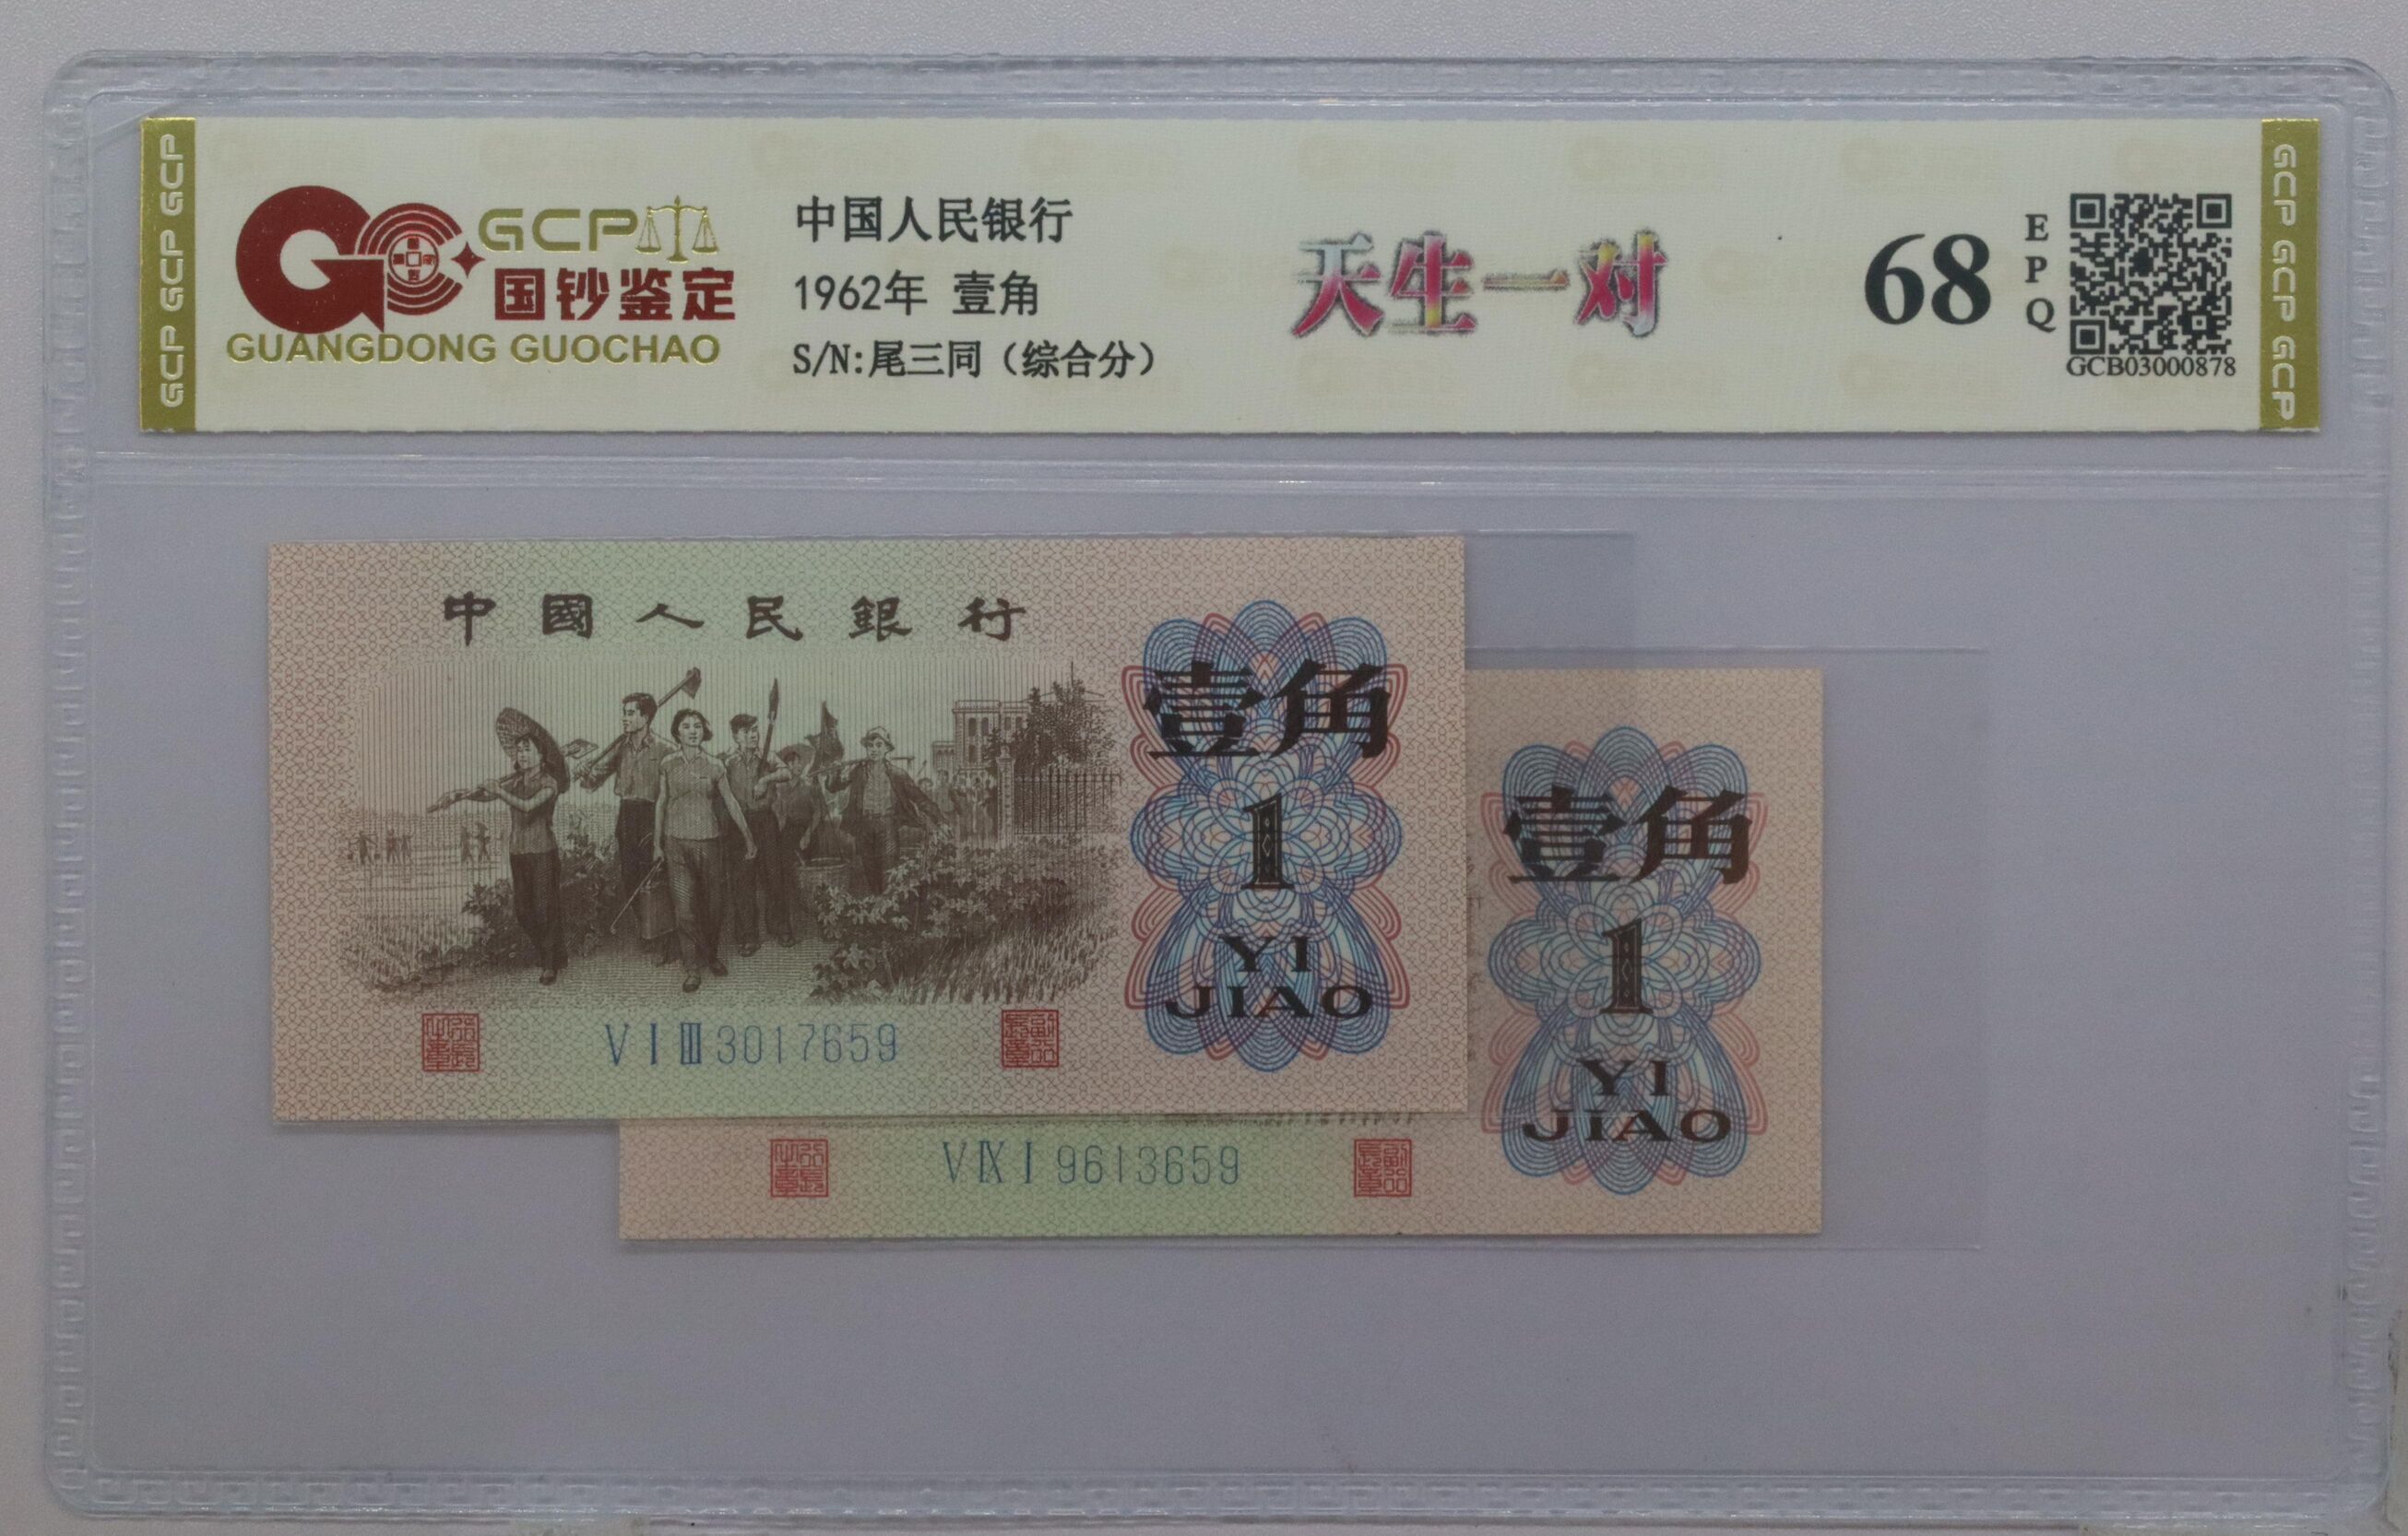 GCP GCP GCP
GCP
国钞鉴定
GUANGDONG GUOCHAO
中国人民银行
1962年 壹角
S/N:尾三同（综合分）
天生一对
68
EPQ
GCB03000878
GCP GCP GCP
中國人民銀行
壹角
1
YI
JIAO
VIⅢ3017659
壹角
1
YI
JIAO
VⅨI9613659